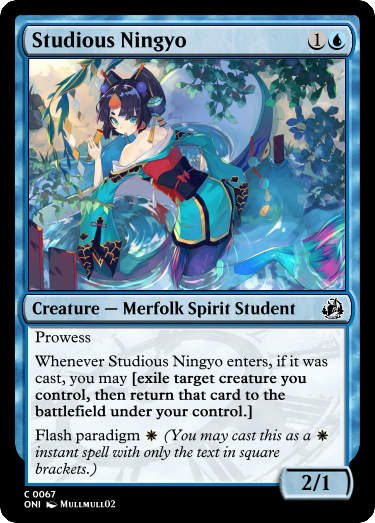 Studious Ningyo 1
Creature — Merfolk Spirit Student
Prowess
Whenever Studious Ningyo enters, if it was
cast, you may [exile target creature you
control, then return that card to the
battlefield under your control.]
Flash paradigm (You may cast this as a
instant spell with only the text in square
brackets.)
2/1
C 0067
ONI Mullmull02